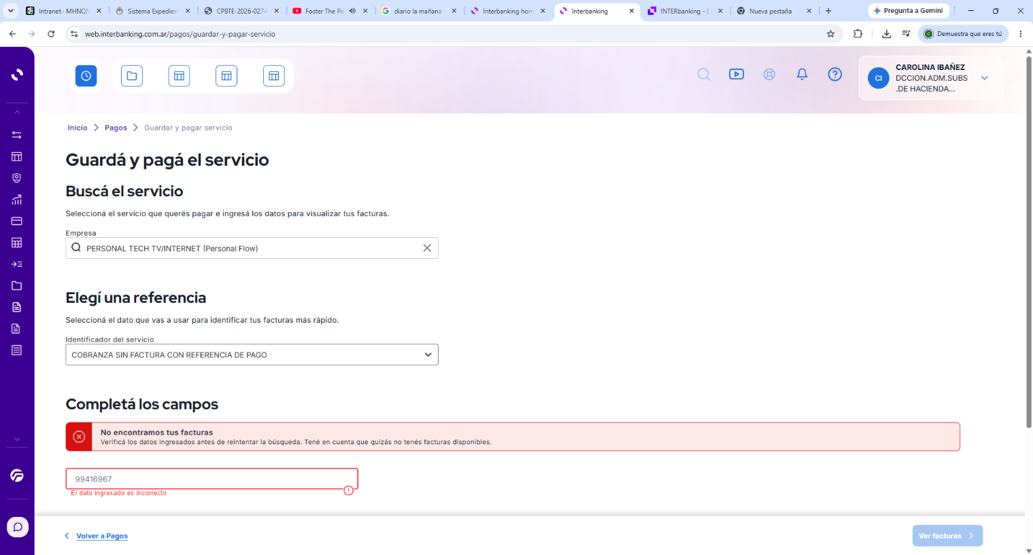 Intranet - MHNQN
Sistema Expedien
CPBTE-2026-0274
Foster The Pe
diario la mañana
Interbanking hom
Interbanking
INTERbanking - (
Nueva pestaña
Pregunta a Gemini
web.interbanking.com.ar/pagos/guardar-y-pagar-servicio
Demuestra que eres tú
CI
CAROLINA IBAÑEZ
DCCION.ADM.SUBS
.DE HACIENDA...
Inicio > Pagos > Guardar y pagar servicio
Guardá y pagá el servicio
Buscá el servicio
Seleccioná el servicio que querés pagar e ingresá los datos para visualizar tus facturas.
Empresa
PERSONAL TECH TV/INTERNET (Personal Flow)
Elegí una referencia
Seleccioná el dato que vas a usar para identificar tus facturas más rápido.
Identificador del servicio
COBRANZA SIN FACTURA CON REFERENCIA DE PAGO
Completá los campos
No encontramos tus facturas
Verificá los datos ingresados antes de reintentar la búsqueda. Tené en cuenta que quizás no tenés facturas disponibles.
99416967
El dato ingresado es incorrecto
Volver a Pagos
Ver facturas